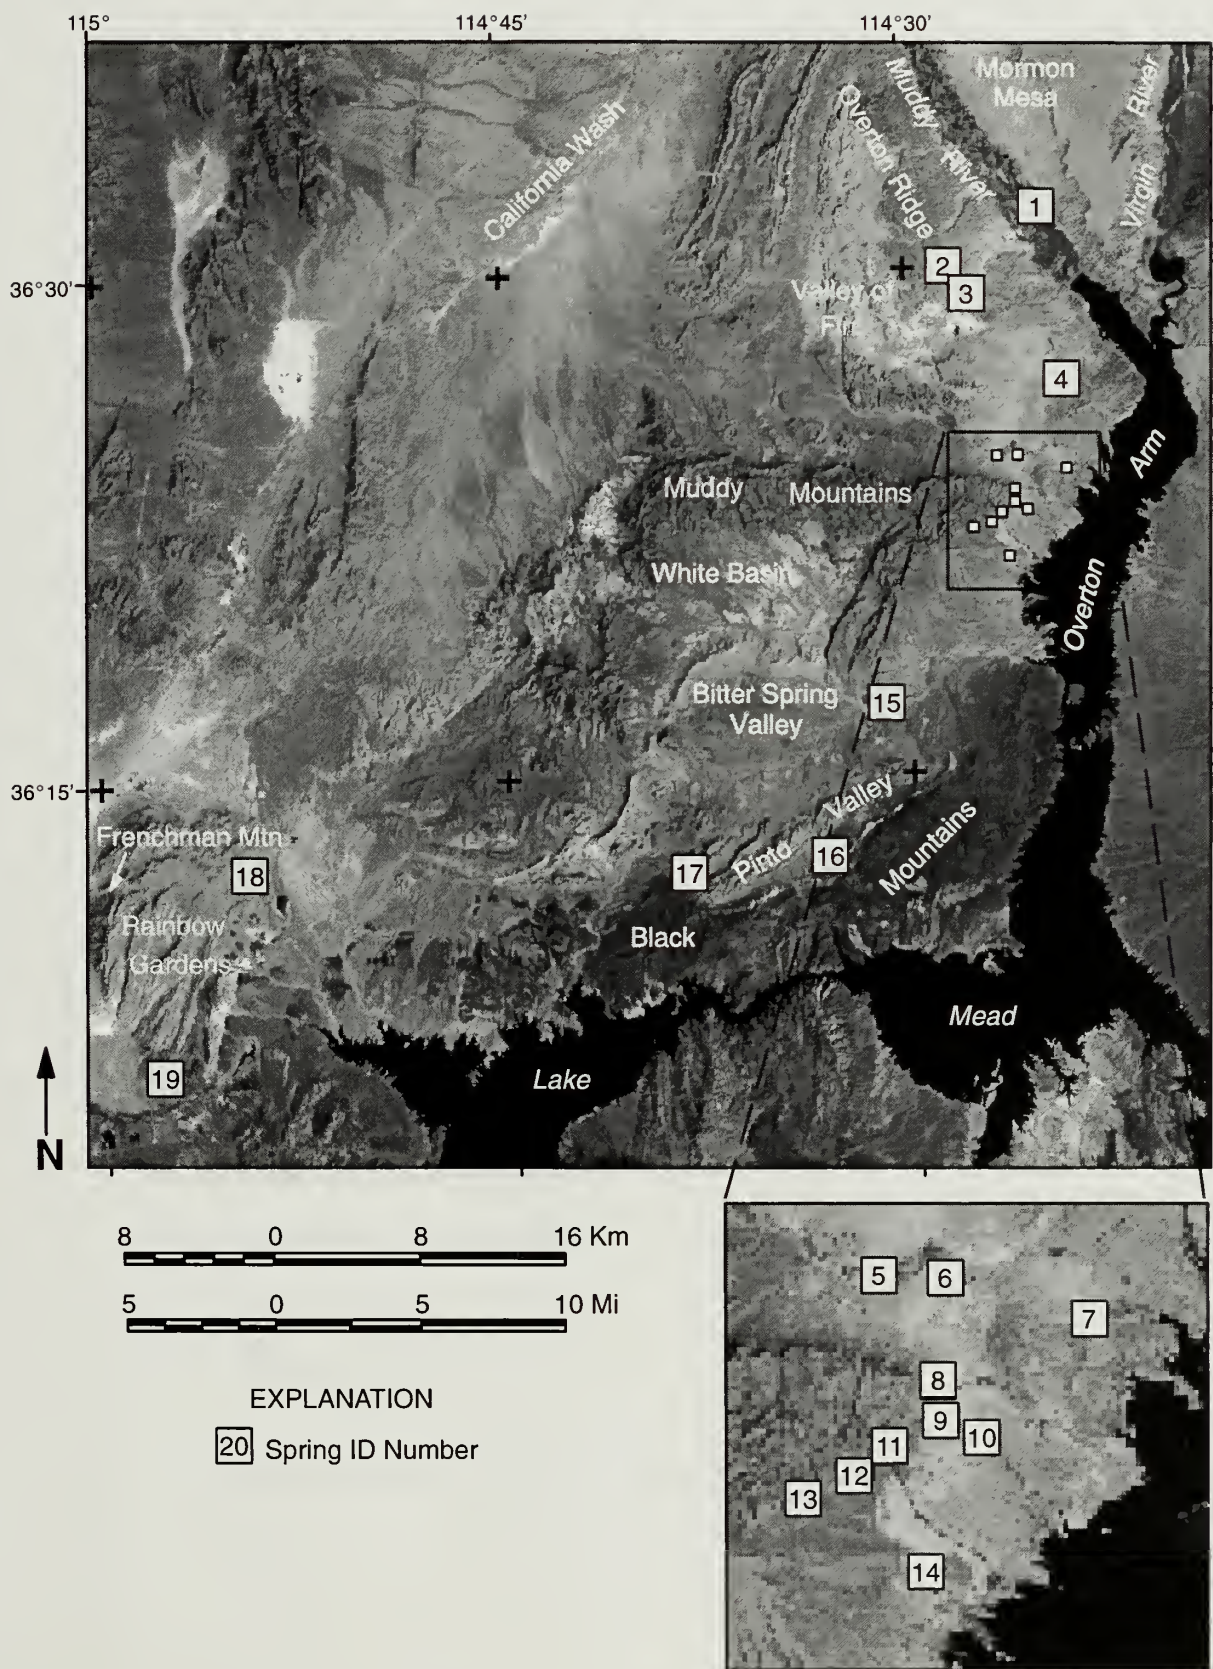 115°
114°45'
114°30'
Mormon
Mesa
Muddy River
Overton Ridge
Virgin River
California Wash
1
2
3
36°30'
Valley of
Fire
4
Arm
Muddy Mountains
White Basin
Overton
Bitter Spring
Valley
15
36°15'
Pinto Valley
Frenchman Mtn
16
17
18
Black Mountains
Rainbow
Gardens
Mead
Lake
19
N
8 0 8 16 Km
5 0 5 10 Mi
EXPLANATION
20 Spring ID Number
5
6
7
8
9
10
11
12
13
14